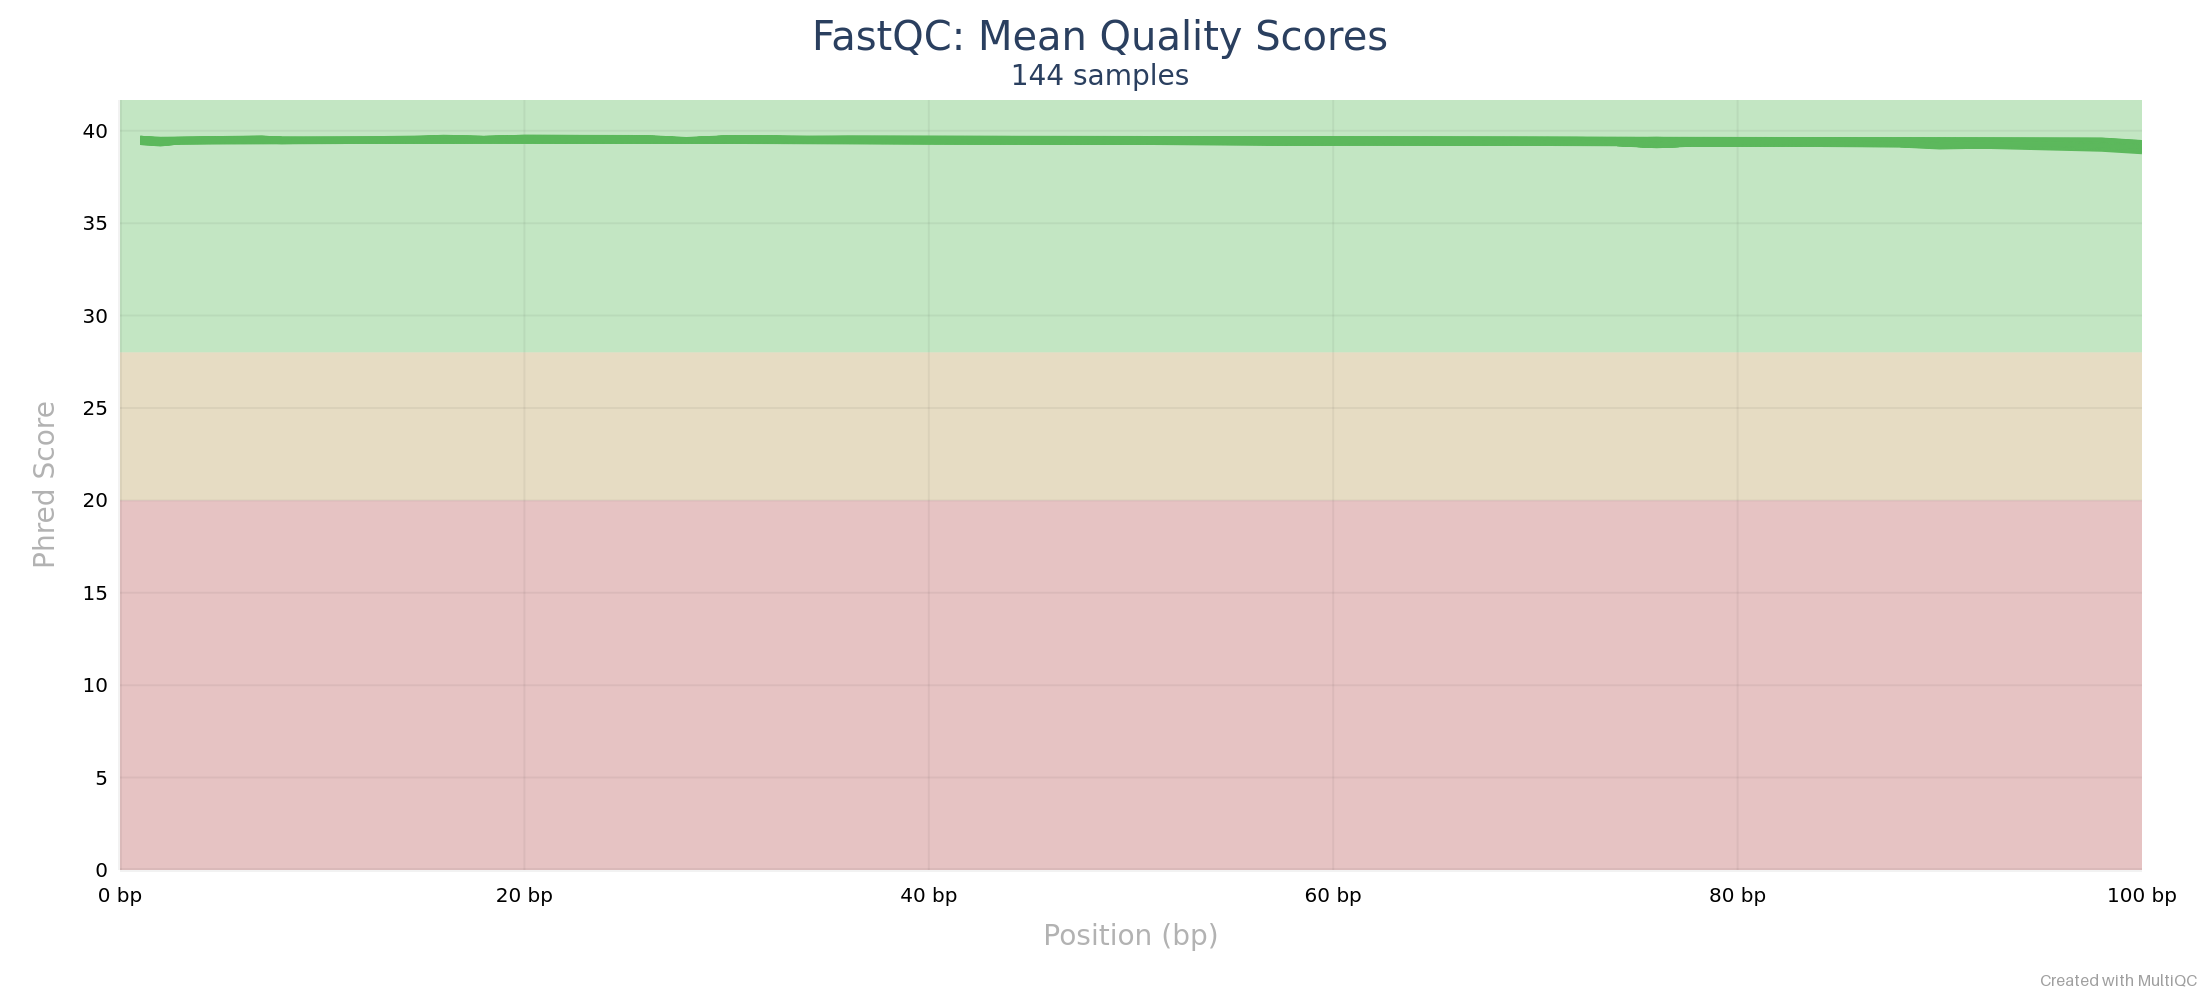 FastQC: Mean Quality Scores
144 samples
40
35
30
25
20
15
10
5
0
Phred Score
0 bp
20 bp
40 bp
60 bp
80 bp
100 bp
Position (bp)
Created with MultiQC